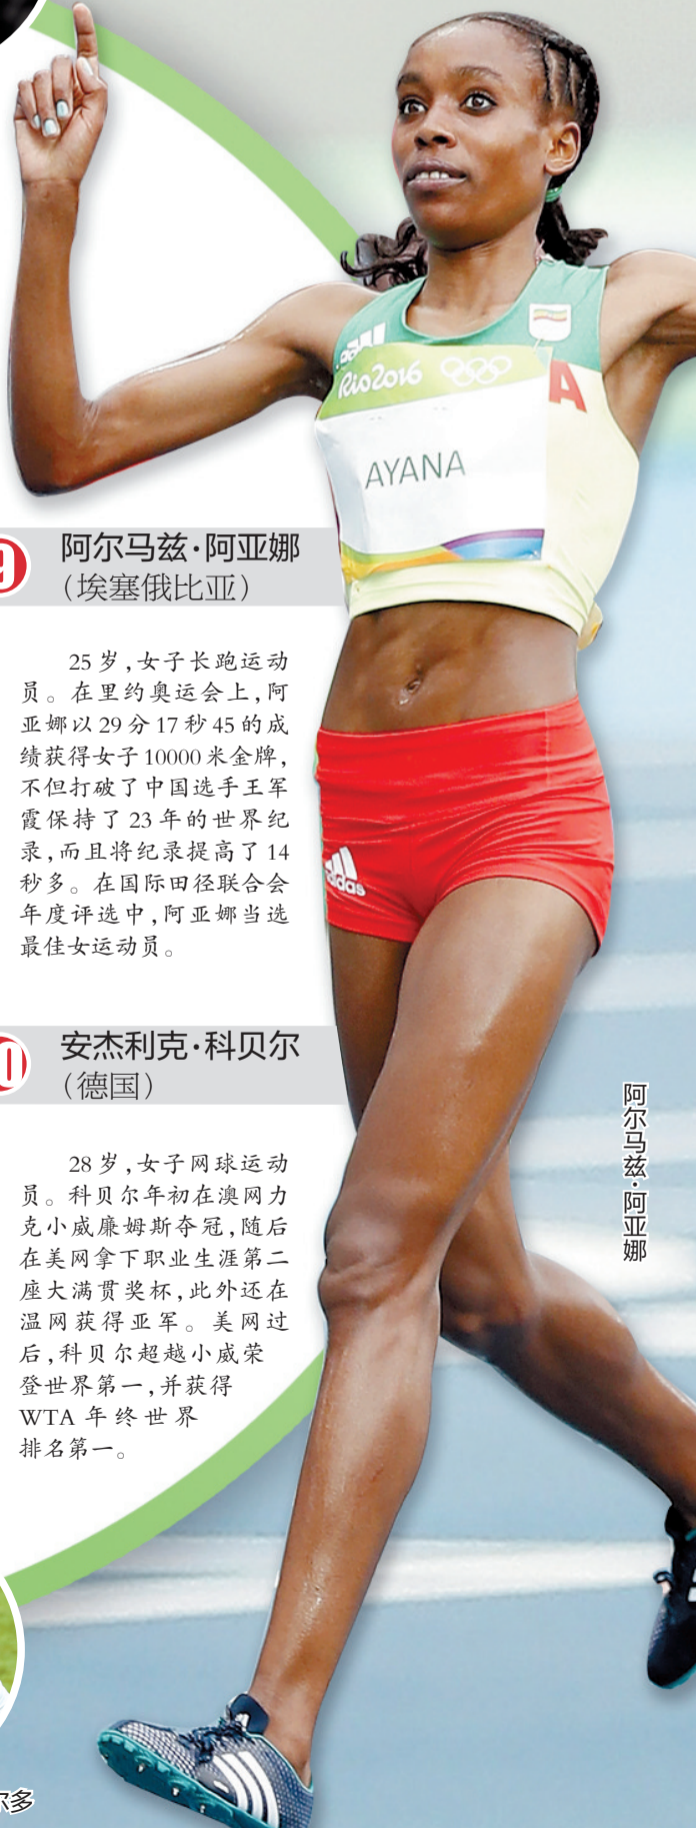 Rio2016
AYANA
A
adidas
9
阿尔马兹·阿亚娜
（埃塞俄比亚）
25岁，女子长跑运动
员。在里约奥运会上，阿
亚娜以29分17秒45的成
绩获得女子10000米金牌，
不但打破了中国选手王军
霞保持了23年的世界纪
录，而且将纪录提高了14
秒多。在国际田径联合会
年度评选中，阿亚娜当选
最佳女运动员。
安杰利克·科贝尔
（德国）
28岁，女子网球运动
员。科贝尔年初在澳网力
克小威廉姆斯夺冠，随后
在美网拿下职业生涯第二
座大满贯奖杯，此外还在
温网获得亚军。美网过
后，科贝尔超越小威荣
登世界第一，并获得
WTA年终世界
排名第一。
阿尔马兹·阿亚娜
尔多